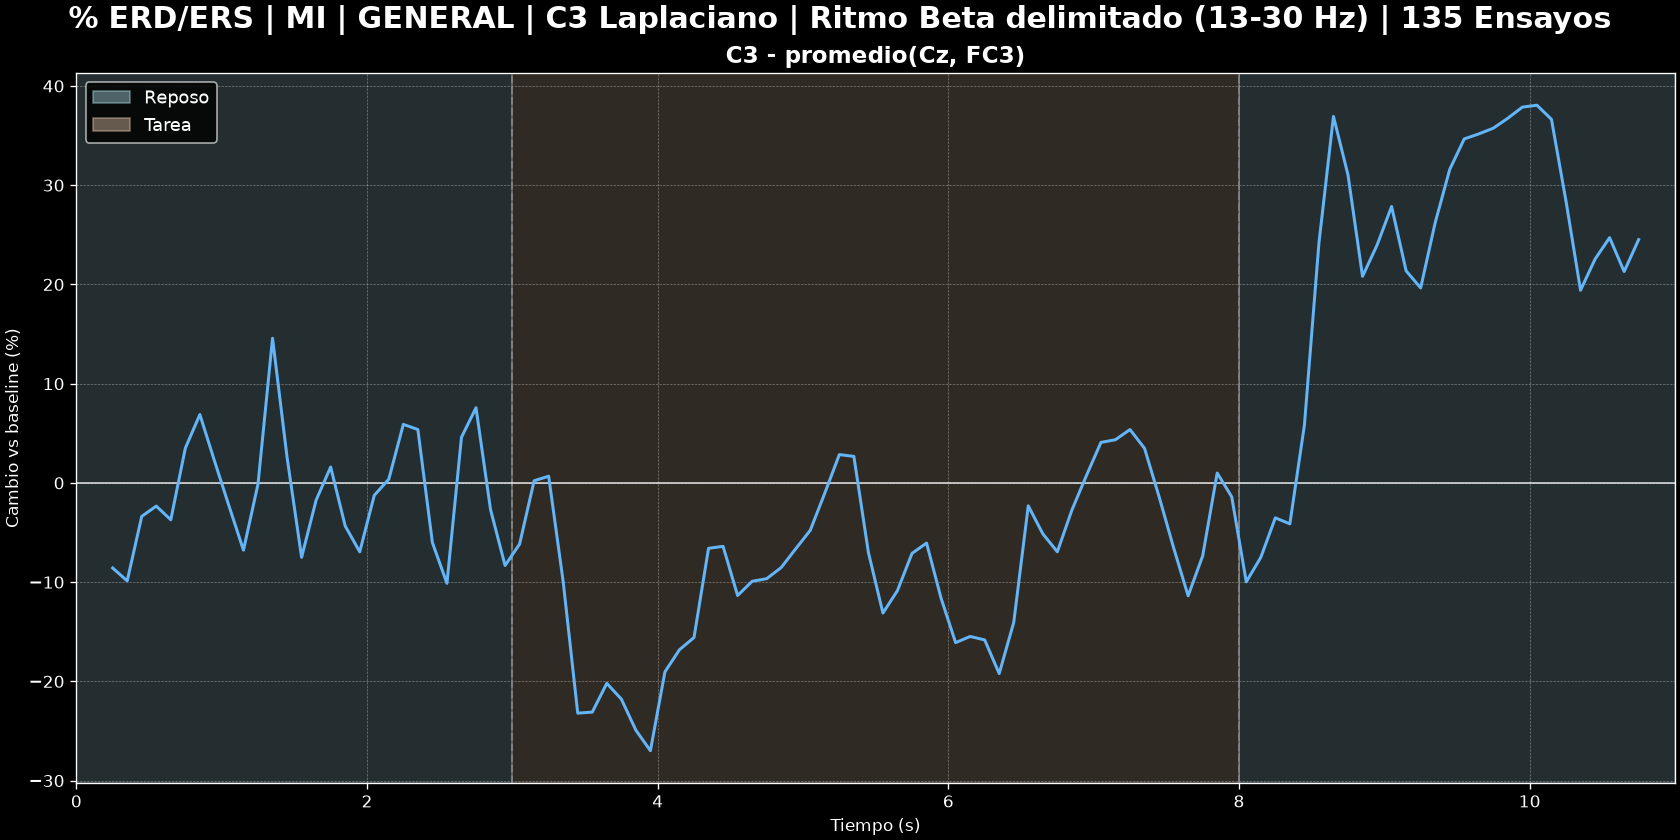 % ERD/ERS | MI | GENERAL | C3 Laplaciano | Ritmo Beta delimitado (13-30 Hz) | 135 Ensayos
C3 - promedio(Cz, FC3)
Reposo
Tarea
Cambio vs baseline (%)
40
30
20
10
0
−10
−20
−30
0
2
4
6
8
10
Tiempo (s)